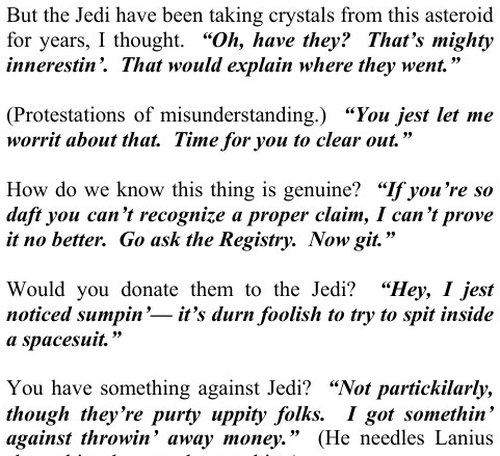 But the Jedi have been taking crystals from this asteroid
for years, I thought.  “Oh, have they?  That’s mighty
innerestin’.  That would explain where they went.”
(Protestations of misunderstanding.)  “You jest let me
worrit about that.  Time for you to clear out.”
How do we know this thing is genuine?  “If you’re so
daft you can’t recognize a proper claim, I can’t prove
it no better.  Go ask the Registry.  Now git.”
Would you donate them to the Jedi?  “Hey, I jest
noticed sumpin’— it’s durn foolish to try to spit inside
a spacesuit.”
You have something against Jedi?  “Not partickilarly,
though they’re purty uppity folks.  I got somethin’
against throwin’ away money.”  (He needles Lanius